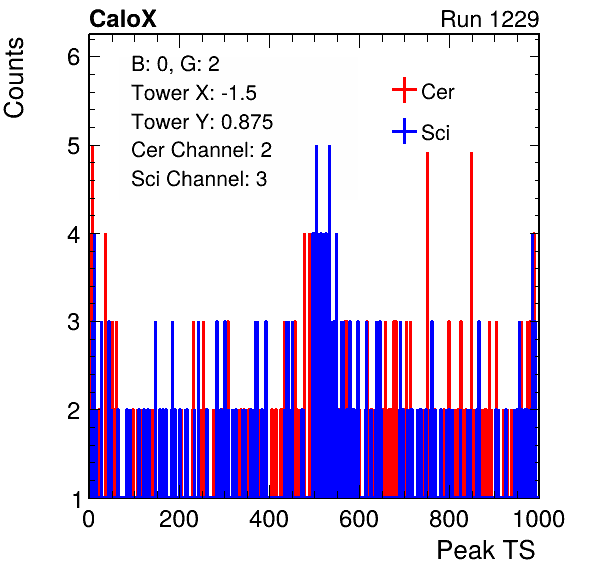 CaloX
Run 1229
Counts
B: 0, G: 2
Tower X: -1.5
Tower Y: 0.875
Cer Channel: 2
Sci Channel: 3
Cer
Sci
6
5
4
3
2
1
0 200 400 600 800 1000
Peak TS